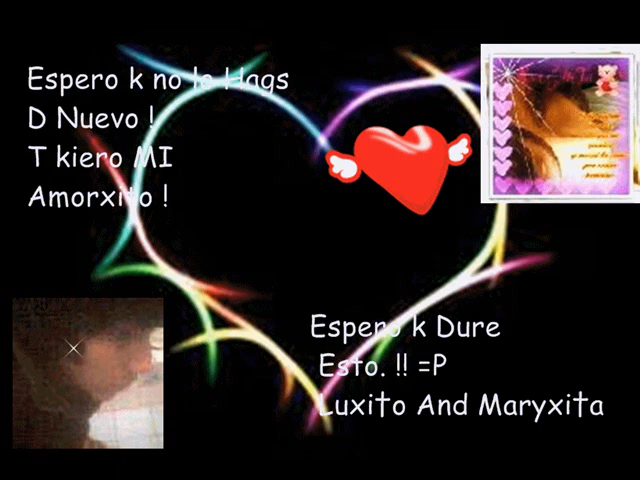 Espero k no lo Hags
D Nuevo !
T kiero MI
Amorxito !
Espero k Dure
Esto. !! =P
Luxito And Maryxita